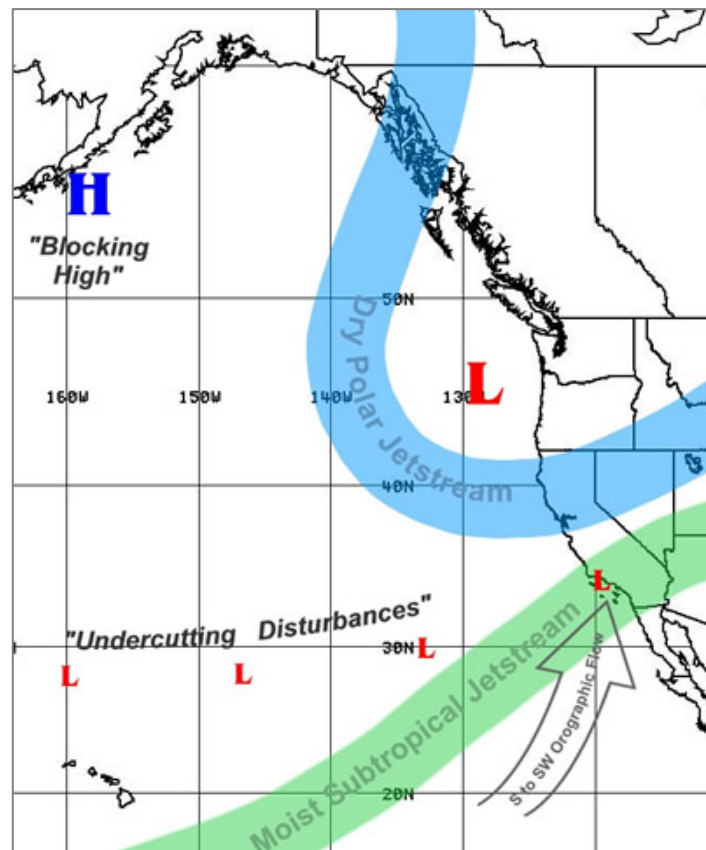 H
"Blocking
High"
50N
Dry Polar Jetstream
L
160W 150W 140W 130W
40N
L
"Undercutting Disturbances"
30N
L
L
L
Moist Subtropical Jetstream
S to SW Orographic Flow
20N